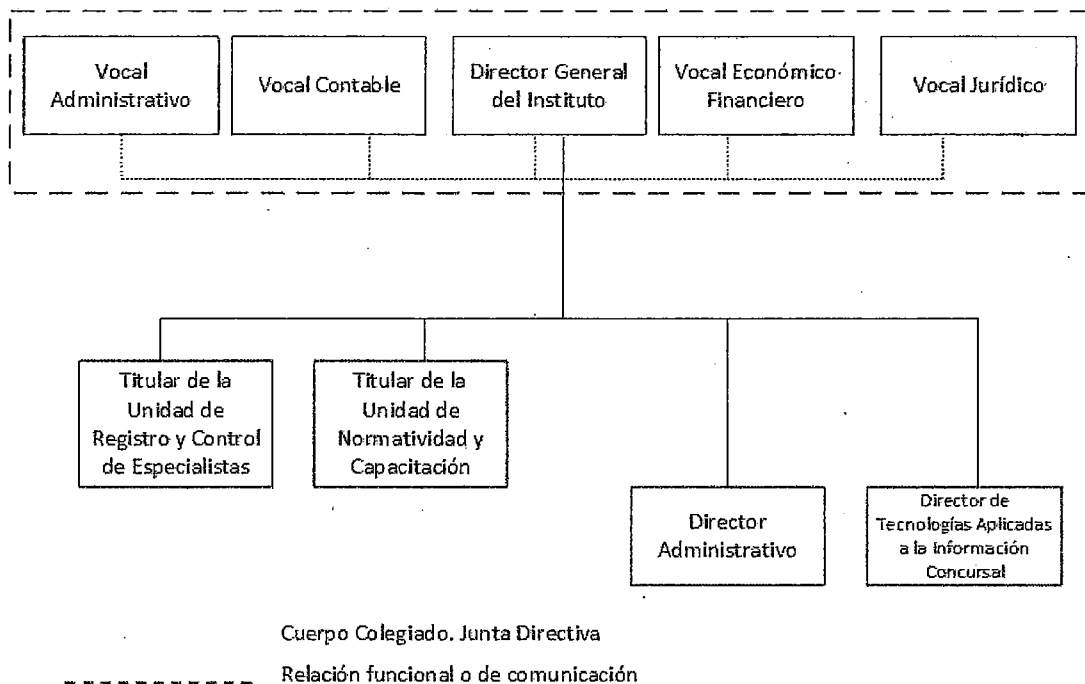 Vocal
Administrativo
Vocal Contable
Director General
del Instituto
Vocal Económico-
Financiero
Vocal Jurídico
Titular de la
Unidad de
Registro y Control
de Especialistas
Titular de la
Unidad de
Normatividad y
Capacitación
Director
Administrativo
Director de
Tecnologías Aplicadas
a la Información
Concursal
Cuerpo Colegiado. Junta Directiva
Relación funcional o de comunicación